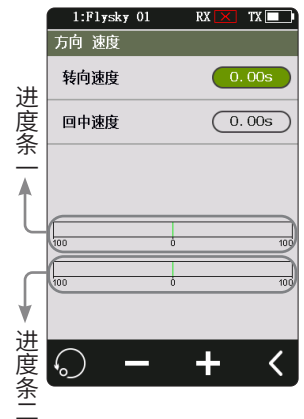 1:Flysky 01 RX TX
方向 速度
转向速度 0.00s
回中速度 0.00s
进度条一
100 0 100
100 0 100
进度条二